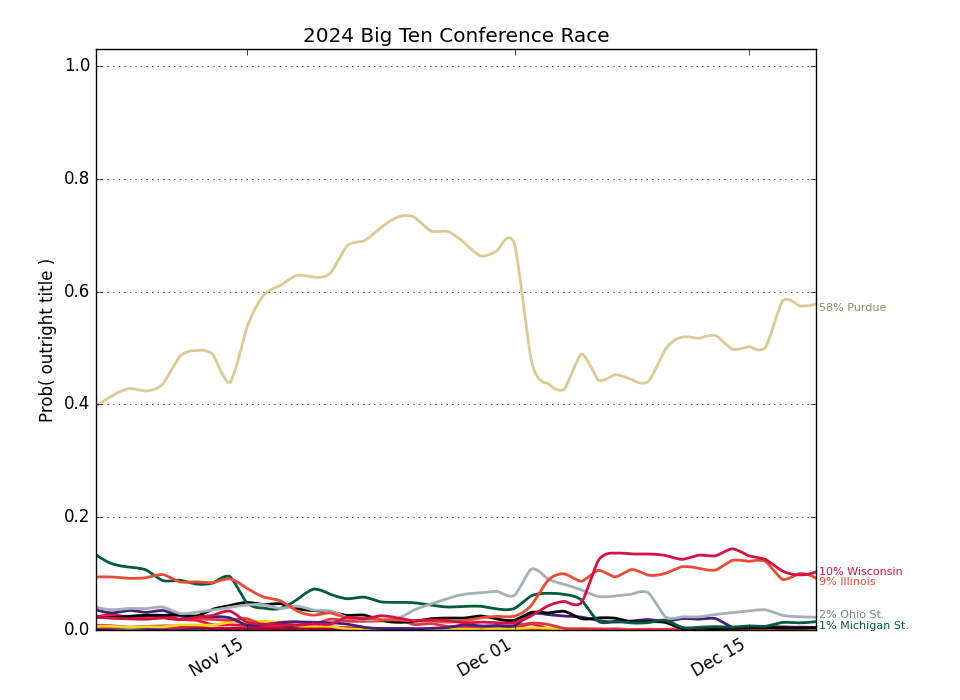 2024 Big Ten Conference Race
1.0
0.8
0.6
0.4
0.2
0.0
Prob( outright title )
58% Purdue
10% Wisconsin
9% Illinois
2% Ohio St.
1% Michigan St.
Nov 15
Dec 01
Dec 15